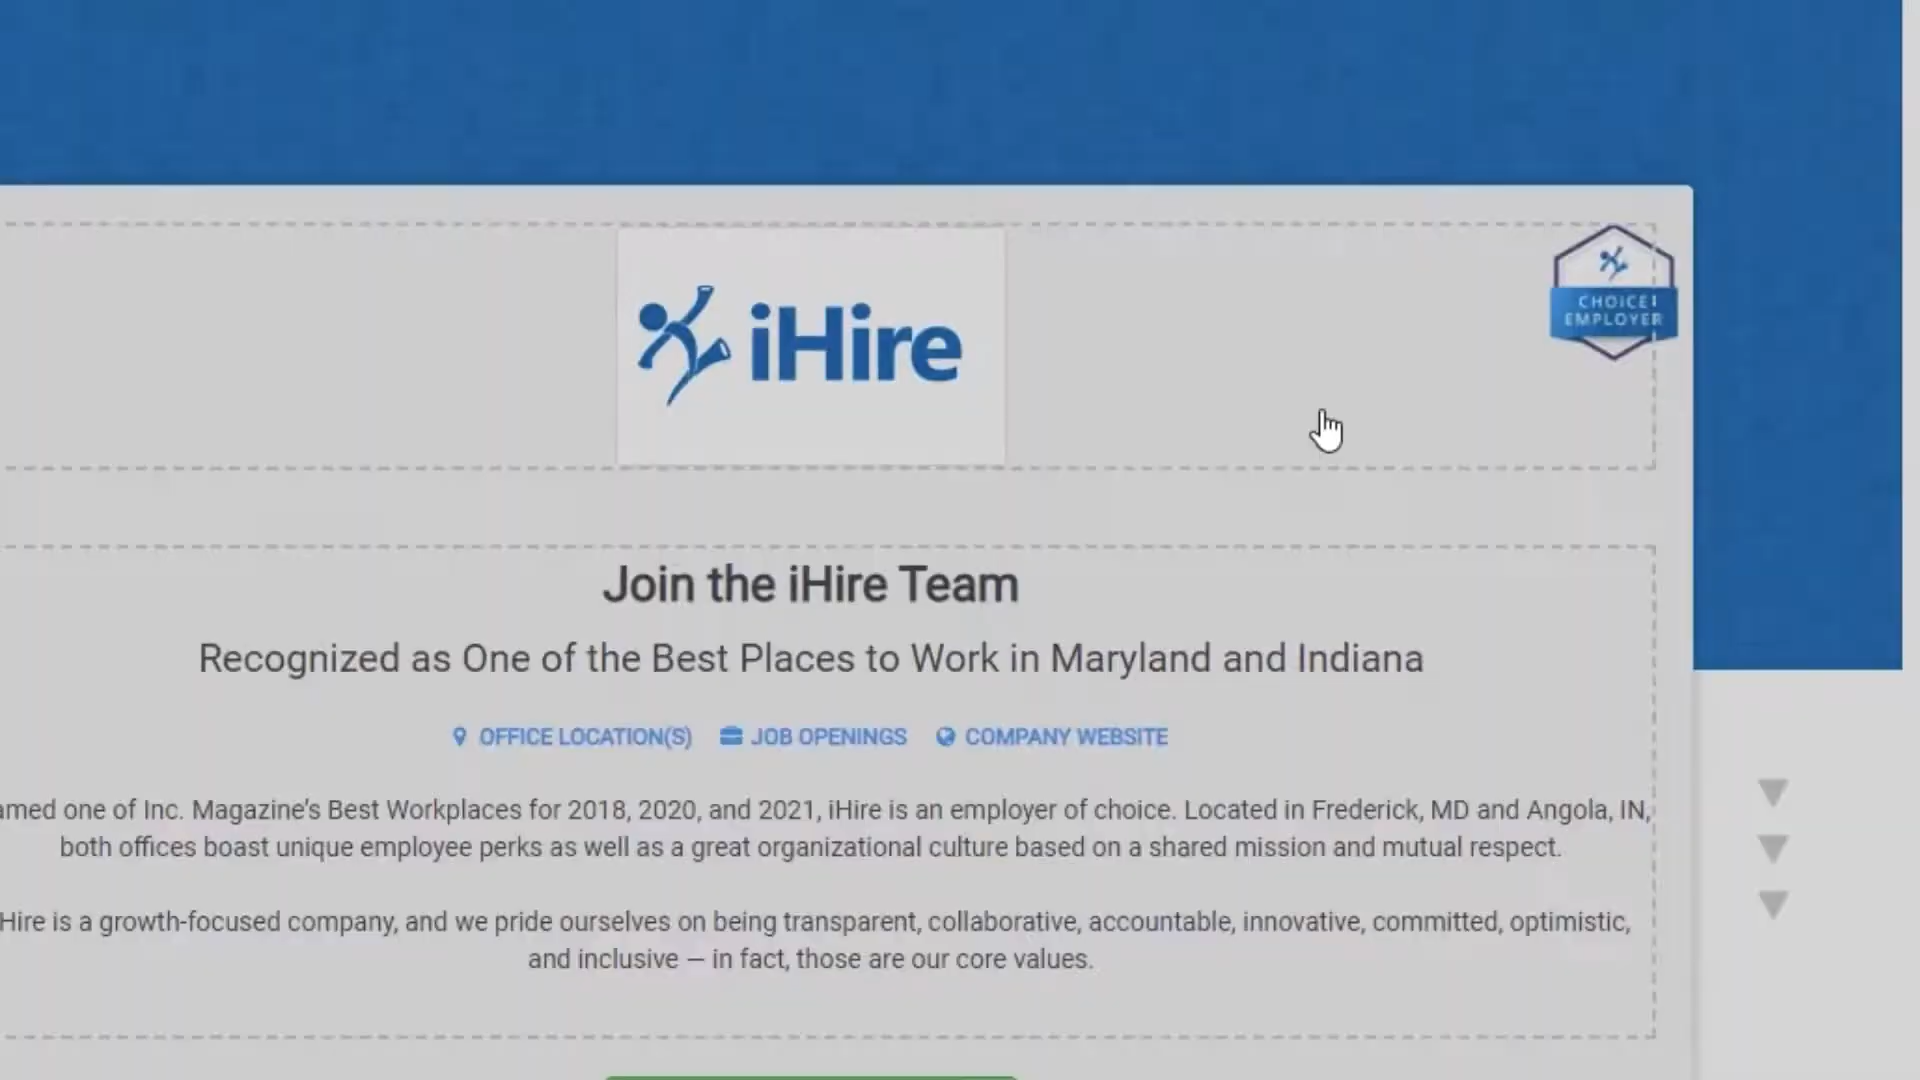 iHire
CHOICE
EMPLOYER
Join the iHire Team
Recognized as One of the Best Places to Work in Maryland and Indiana
OFFICE LOCATION(S) JOB OPENINGS COMPANY WEBSITE
one of Inc. Magazine's Best Workplaces for 2018, 2020, and 2021, iHire is an employer of choice. Located in Frederick, MD and Angola, IN,
both offices boast unique employee perks as well as a great organizational culture based on a shared mission and mutual respect.
Hire is a growth-focused company, and we pride ourselves on being transparent, collaborative, accountable, innovative, committed, optimistic,
and inclusive — in fact, those are our core values.